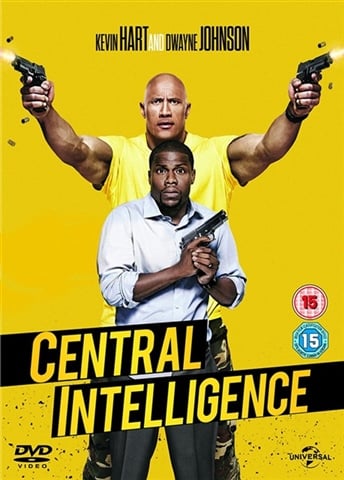 KEVIN HART AND DWAYNE JOHNSON
CENTRAL
INTELLIGENCE
15
15
DVD
VIDEO
UNIVERSAL